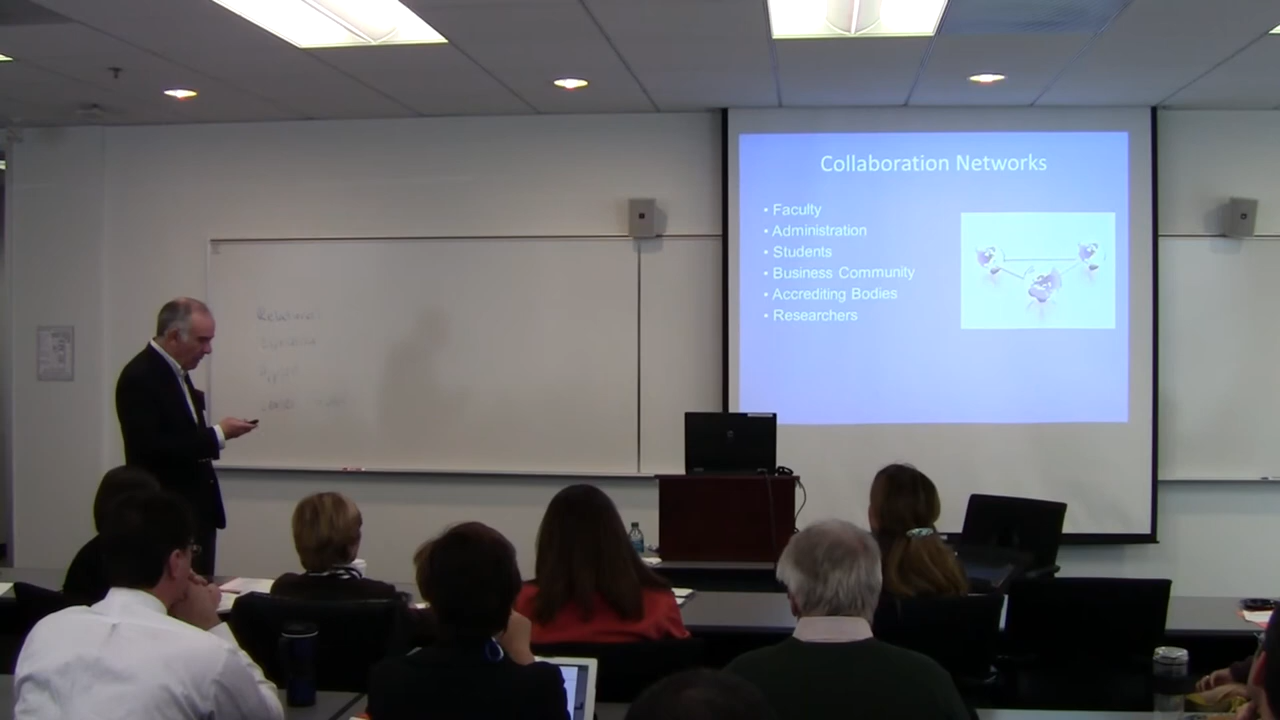 Collaboration Networks
• Faculty
• Administration
• Students
• Business Community
• Accrediting Bodies
• Researchers